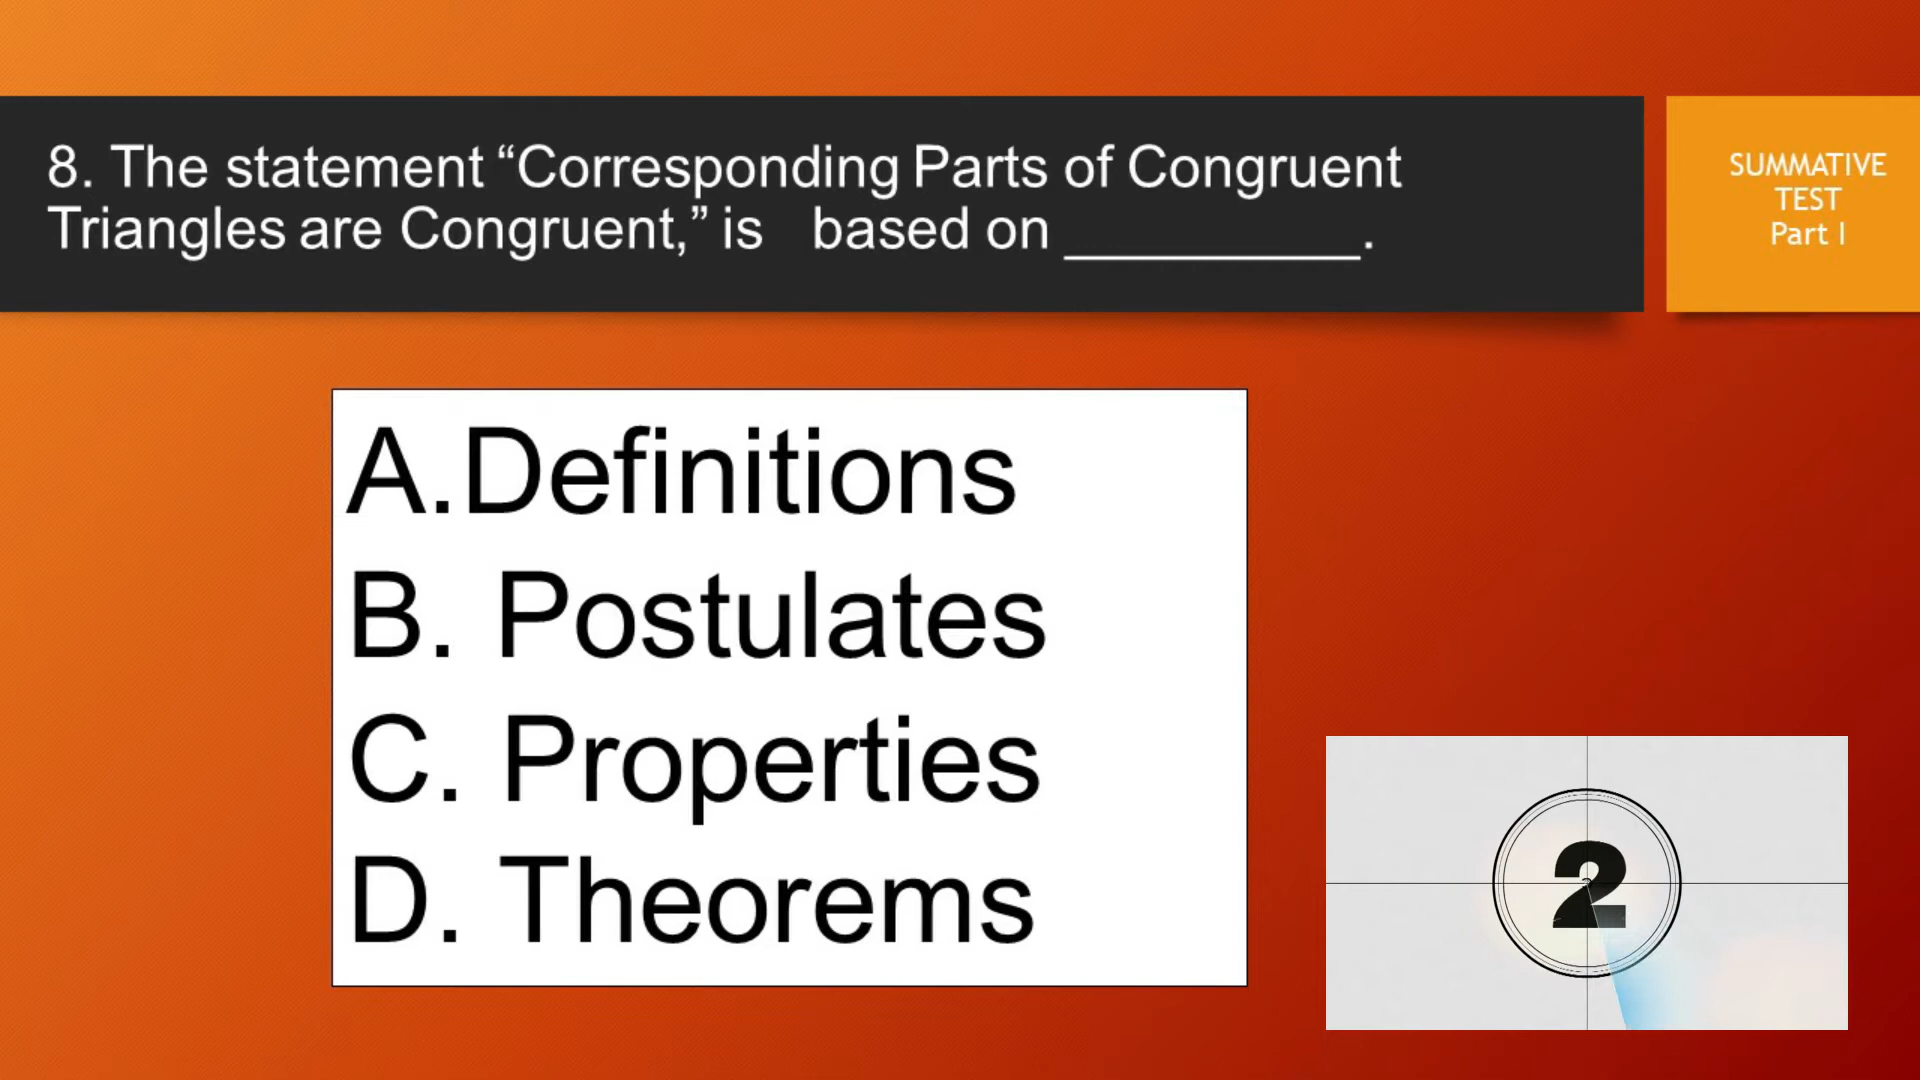 8. The statement “Corresponding Parts of Congruent
Triangles are Congruent,” is based on __________.
SUMMATIVE
TEST
Part I
A.Definitions
B. Postulates
C. Properties
D. Theorems
2